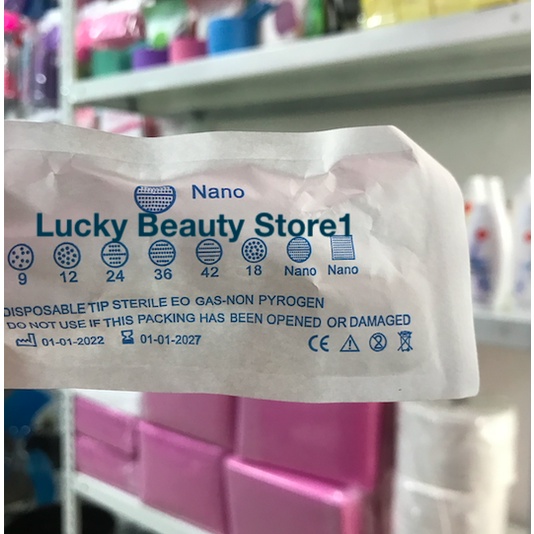 Nano
Lucky Beauty Store1
9 12 24 36 42 18 Nano Nano
DISPOSABLE TIP STERILE EO GAS-NON PYROGEN
DO NOT USE IF THIS PACKING HAS BEEN OPENED OR DAMAGED
01-01-2022 01-01-2027 CE